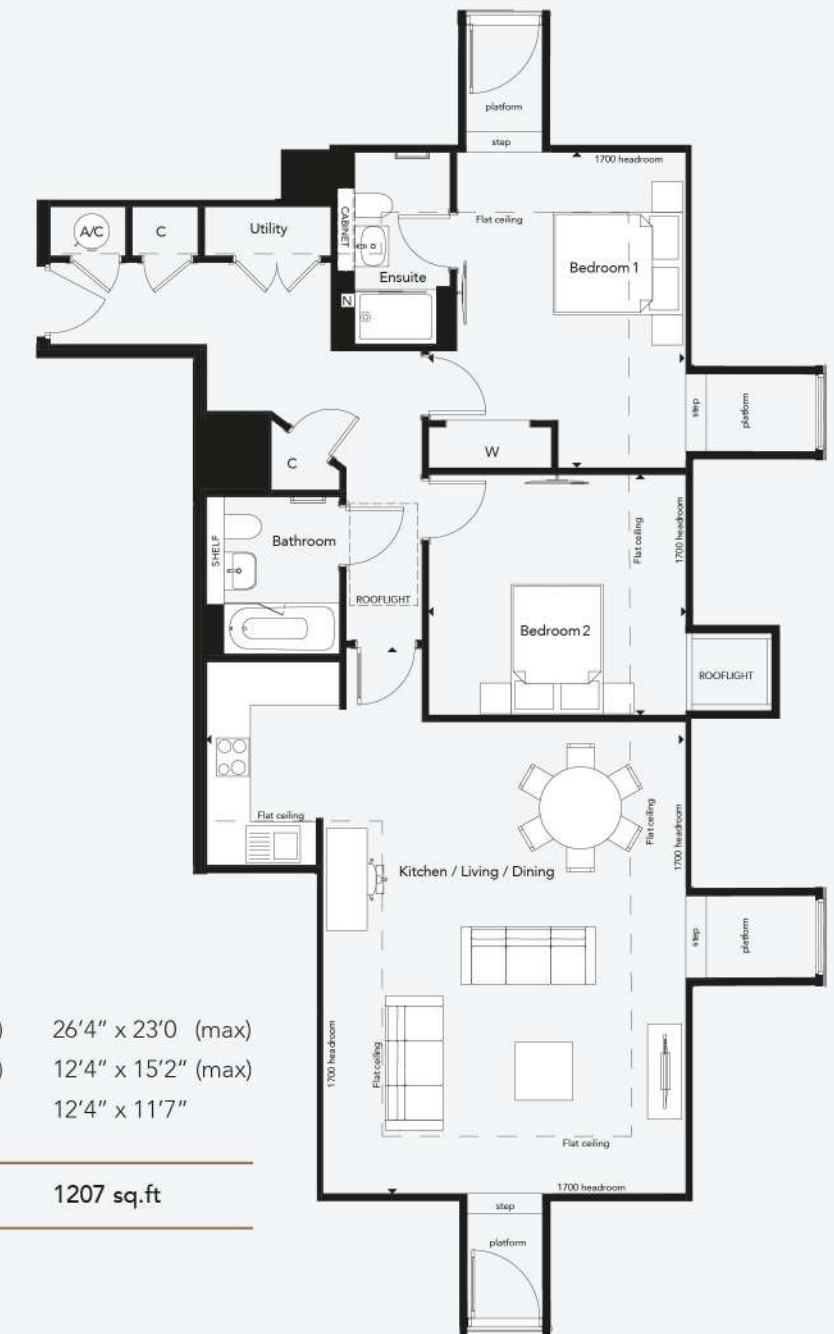 platform
step
1700 headroom
Flat ceiling
CABINET
A/C
C
Utility
Bedroom 1
Ensuite
N
step
platform
W
C
Flat ceiling
1700 headroom
SHELF
Bathroom
ROOFLIGHT
Bedroom 2
ROOFLIGHT
Flat ceiling
Flat ceiling
1700 headroom
Kitchen / Living / Dining
step
platform
1700 headroom
Flat ceiling
) 26'4" x 23'0 (max)
) 12'4" x 15'2" (max)
12'4" x 11'7"
Flat ceiling
1700 headroom
1207 sq.ft
step
platform